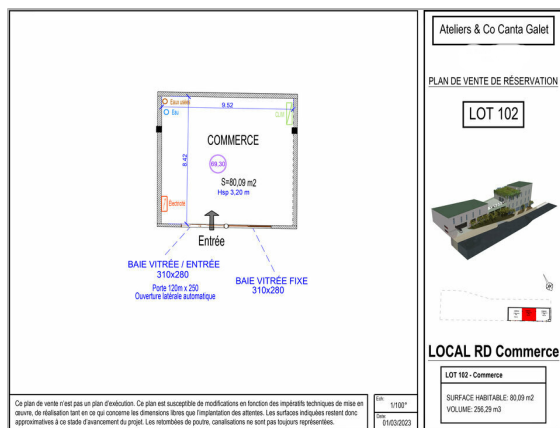 Ateliers & Co Canta Galet
PLAN DE VENTE DE RÉSERVATION
LOT 102
Eaux usées
Eau
9.52
COMMERCE
8.42
69,30
S=80,09 m2
Hsp 3,20 m
Electricité
Entrée
BAIE VITRÉE / ENTRÉE
310x280
Porte 120m x 250
Ouverture latérale automatique
BAIE VITRÉE FIXE
310x280
LOCAL RD Commerce
LOT 102 - Commerce
SURFACE HABITABLE: 80,09 m2
VOLUME: 256,29 m3
Ce plan de vente n'est pas un plan d'exécution. Ce plan est susceptible de modifications en fonction des impératifs techniques de mise en
œuvre, de réalisation tant en ce qui concerne les dimensions libres que l'implantation des attentes. Les surfaces indiquées restent donc
approximatives à ce stade d'avancement du projet. Les retombées de poutre, canalisations ne sont pas toujours représentées.
Ech:
1/100°
Date:
01/03/2023